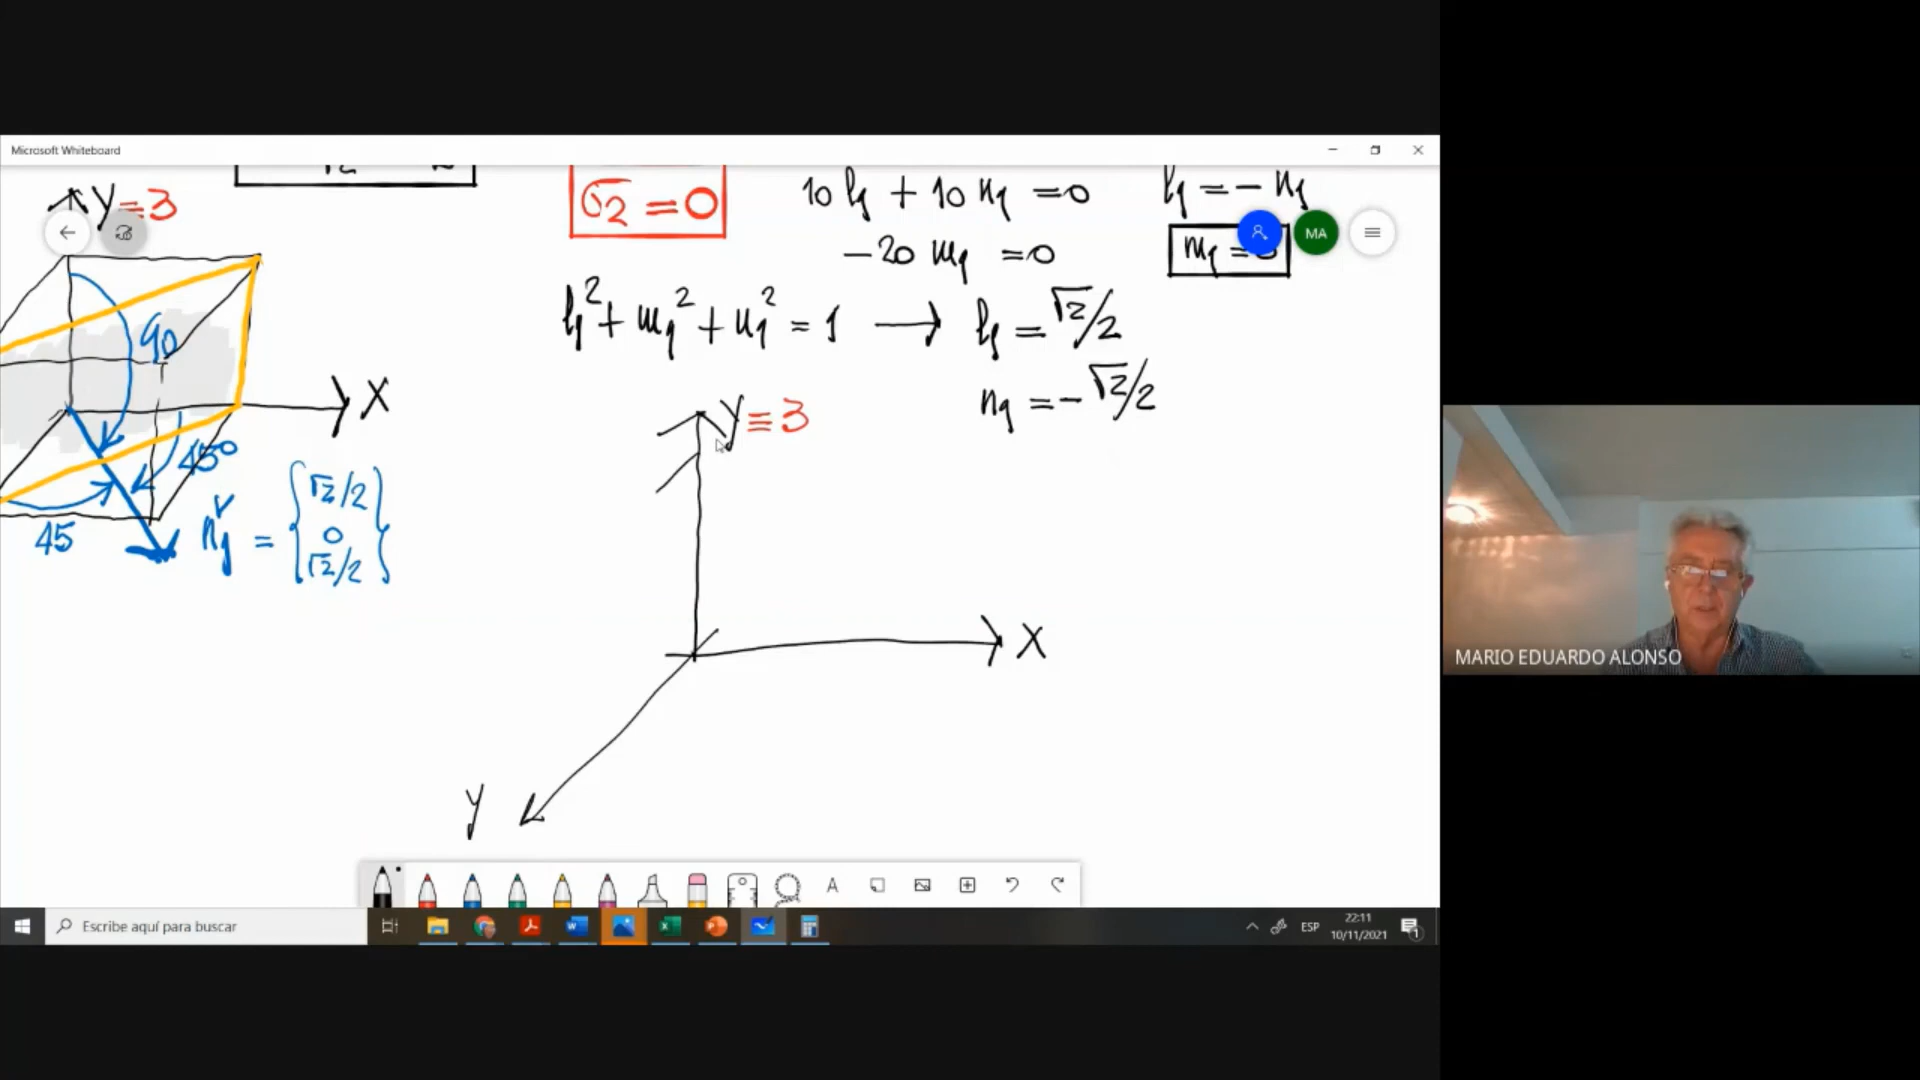 Microsoft Whiteboard
Y≡3
σ2 = 0
10 l1 + 10 n1 = 0
l1 = - n1
-20 m1 = 0
MA
l1² + m1² + n1² = 1 → l1 = √2/2
n1 = -√2/2
90
X
45°
45
n1 = {√2/2
0
√2/2}
y≡3
X
y
MARIO EDUARDO ALONSO
A
Escribe aquí para buscar
ESP
22:11
10/11/2021
1